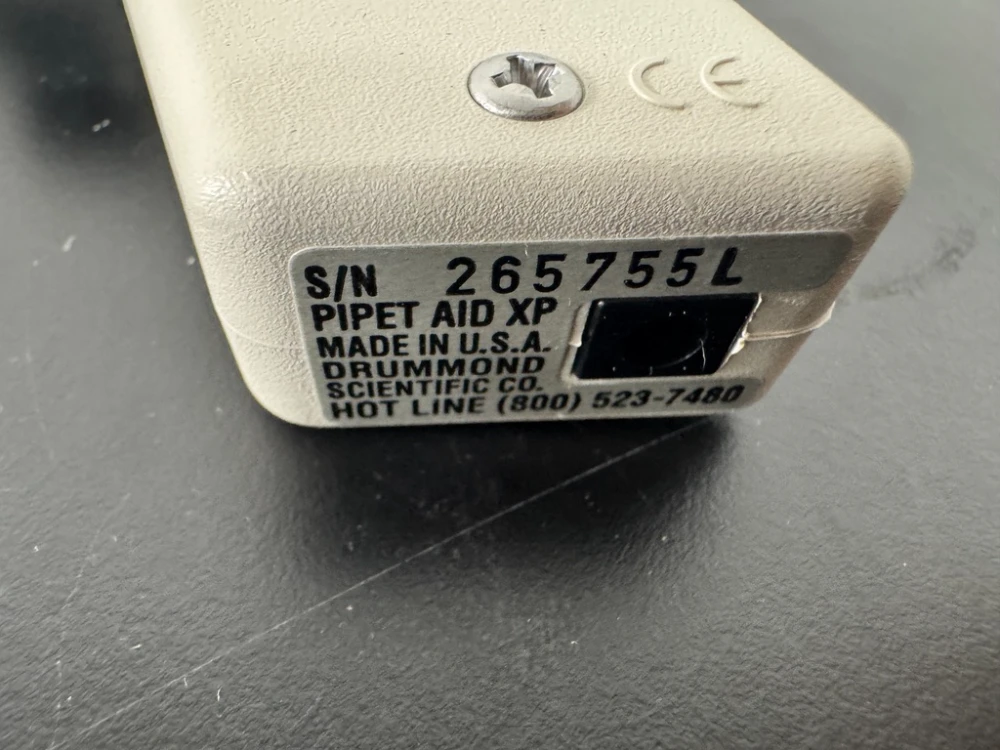 CE
S/N 265755L
PIPET AID XP
MADE IN U.S.A.
DRUMMOND
SCIENTIFIC CO.
HOT LINE (800) 523-7480